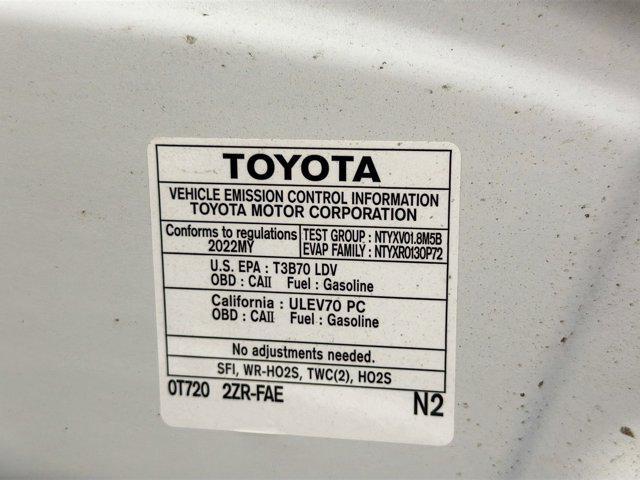 TOYOTA
VEHICLE EMISSION CONTROL INFORMATION
TOYOTA MOTOR CORPORATION
Conforms to regulations
2022MY
TEST GROUP : NTYXV01.8M5B
EVAP FAMILY : NTYXR0130P72
U.S. EPA : T3B70 LDV
OBD : CAII Fuel : Gasoline
California : ULEV70 PC
OBD : CAII Fuel : Gasoline
No adjustments needed.
SFI, WR-HO2S, TWC(2), HO2S
0T720 2ZR-FAE N2